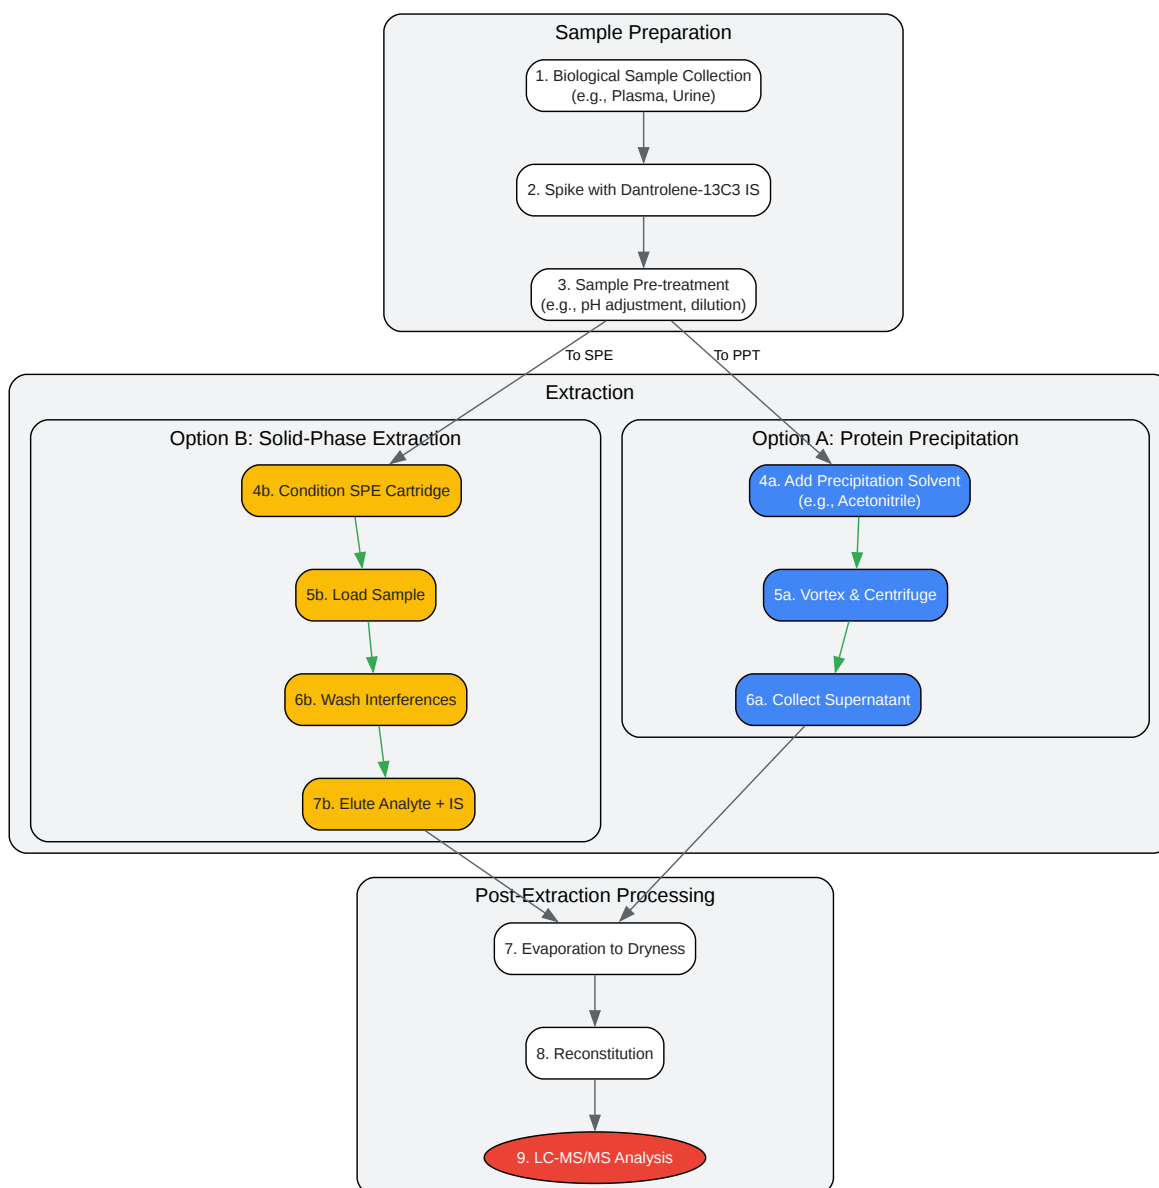 Sample Preparation
1. Biological Sample Collection
(e.g., Plasma, Urine)
2. Spike with Dantrolene-13C3 IS
3. Sample Pre-treatment
(e.g., pH adjustment, dilution)
To SPE
To PPT
Extraction
Option B: Solid-Phase Extraction
4b. Condition SPE Cartridge
5b. Load Sample
6b. Wash Interferences
7b. Elute Analyte + IS
Option A: Protein Precipitation
4a. Add Precipitation Solvent
(e.g., Acetonitrile)
5a. Vortex & Centrifuge
6a. Collect Supernatant
Post-Extraction Processing
7. Evaporation to Dryness
8. Reconstitution
9. LC-MS/MS Analysis